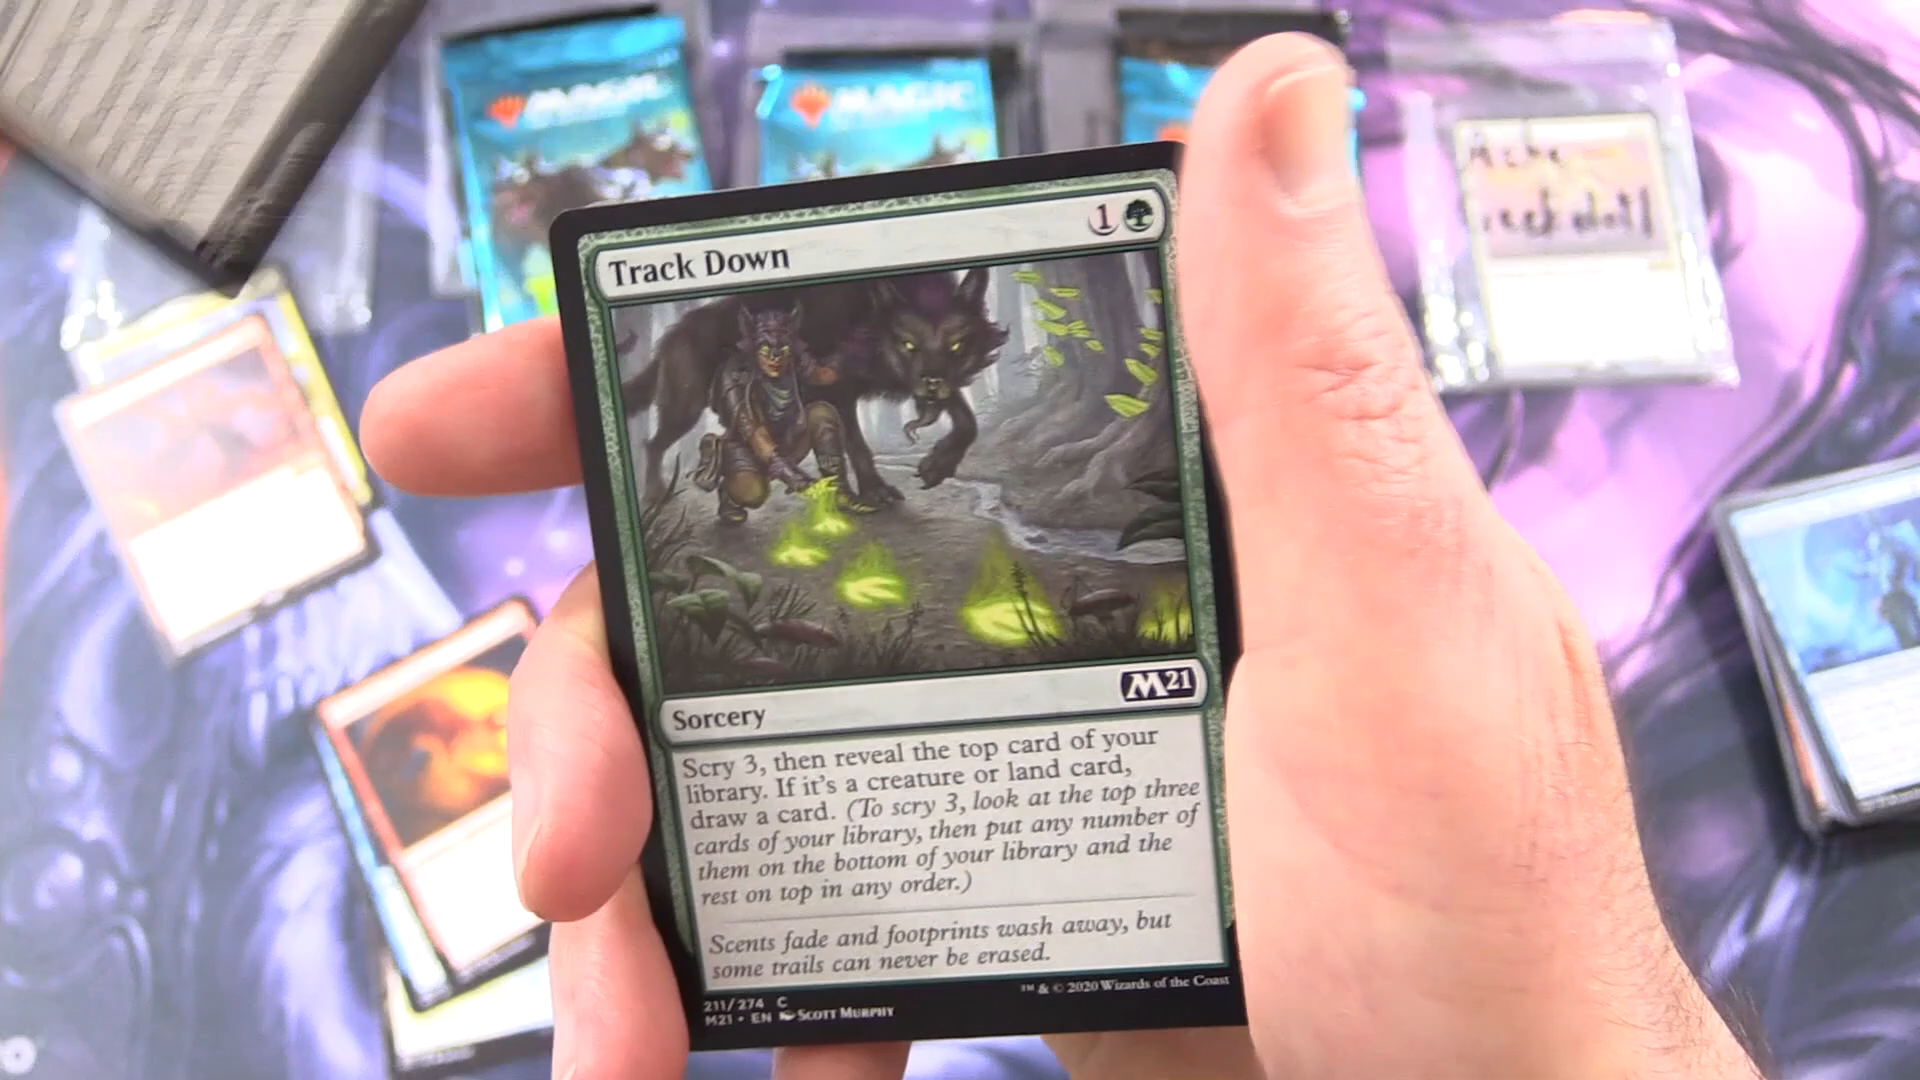 MAGIC
MAGIC
Track Down
1
M21
Sorcery
Scry 3, then reveal the top card of your
library. If it's a creature or land card,
draw a card. (To scry 3, look at the top three
cards of your library, then put any number of
them on the bottom of your library and the
rest on top in any order.)
Scents fade and footprints wash away, but
some trails can never be erased.
211/274 C
M21 • EN Scott Murphy
™ & © 2020 Wizards of the Coast